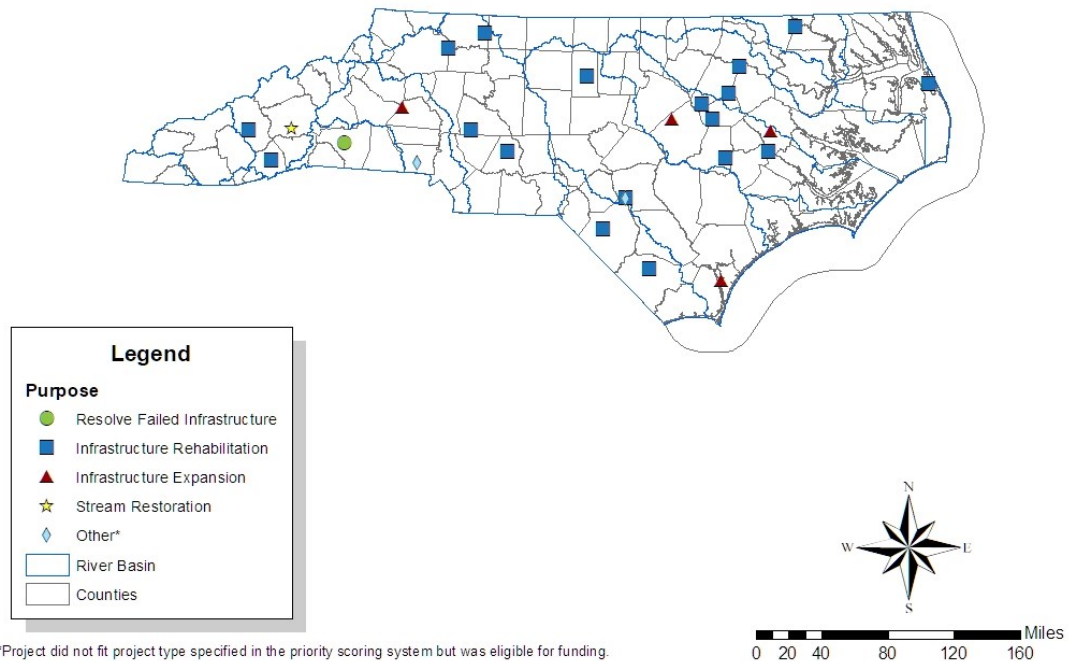 Legend
Purpose
Resolve Failed Infrastructure
Infrastructure Rehabilitation
Infrastructure Expansion
Stream Restoration
Other*
River Basin
Counties
N
W E
S
Miles
0 20 40 80 120 160
*Project did not fit project type specified in the priority scoring system but was eligible for funding.